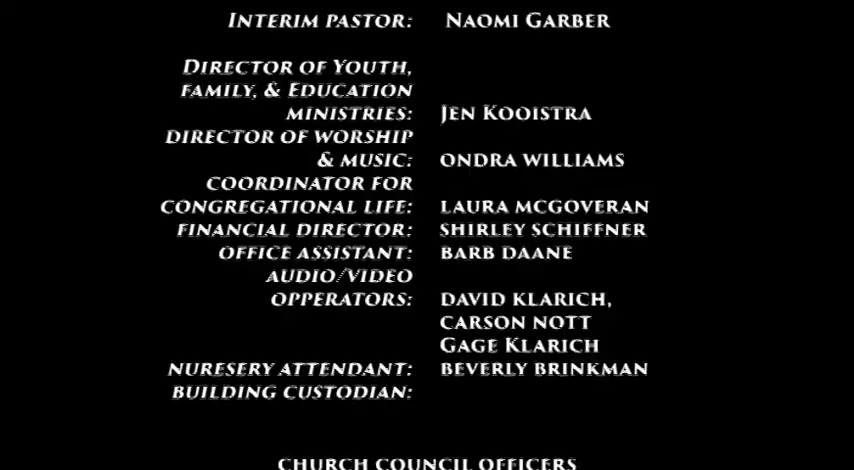 INTERIM PASTOR: NAOMI GARBER
DIRECTOR OF YOUTH,
FAMILY, & EDUCATION
MINISTRIES: JEN KOOISTRA
DIRECTOR OF WORSHIP
& MUSIC: ONDRA WILLIAMS
COORDINATOR FOR
CONGREGATIONAL LIFE: LAURA MCGOVERAN
FINANCIAL DIRECTOR: SHIRLEY SCHIFFNER
OFFICE ASSISTANT: BARB DAANE
AUDIO/VIDEO
OPPERATORS: DAVID KLARICH,
CARSON NOTT
GAGE KLARICH
NURESERY ATTENDANT: BEVERLY BRINKMAN
BUILDING CUSTODIAN:
CHURCH COUNCIL OFFICERS